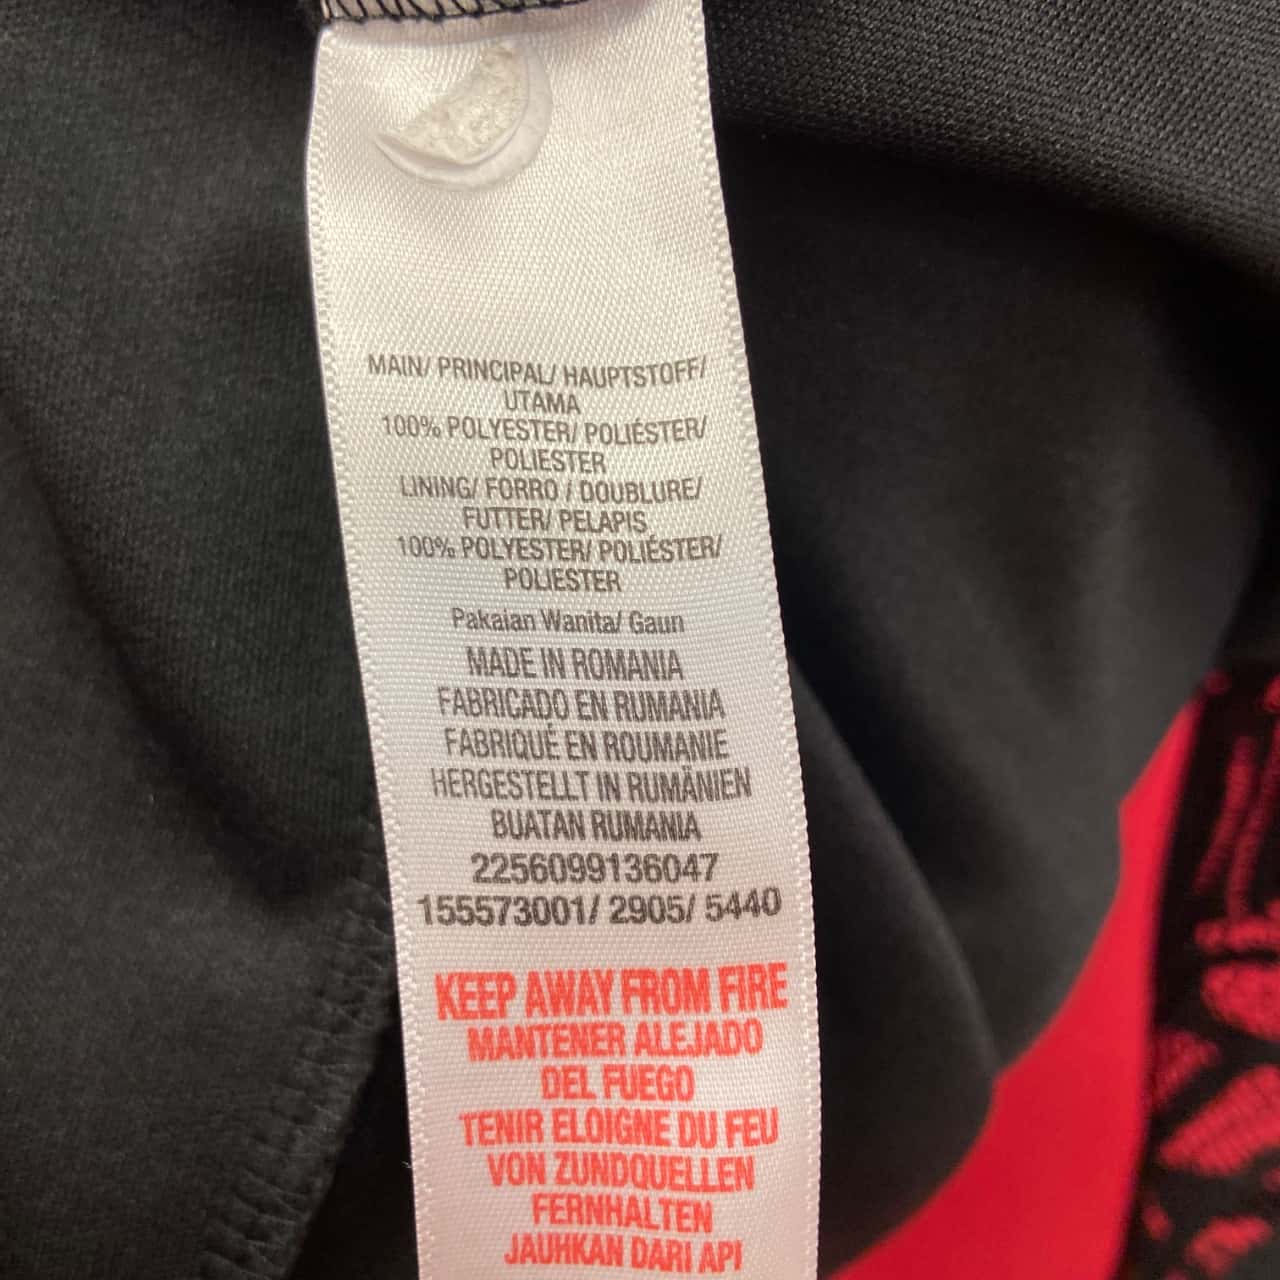 MAIN/ PRINCIPAL/ HAUPTSTOFF/
UTAMA
100% POLYESTER/ POLIÉSTER/
POLIESTER
LINING/ FORRO / DOUBLURE/
FUTTER/ PELAPIS
100% POLYESTER/ POLIÉSTER/
POLIESTER
Pakaian Wanita/ Gaun
MADE IN ROMANIA
FABRICADO EN RUMANIA
FABRIQUÉ EN ROUMANIE
HERGESTELLT IN RUMÄNIEN
BUATAN RUMANIA
2256099136047
155573001/ 2905/ 5440
KEEP AWAY FROM FIRE
MANTENER ALEJADO
DEL FUEGO
TENIR ELOIGNE DU FEU
VON ZUNDQUELLEN
FERNHALTEN
JAUHKAN DARI API